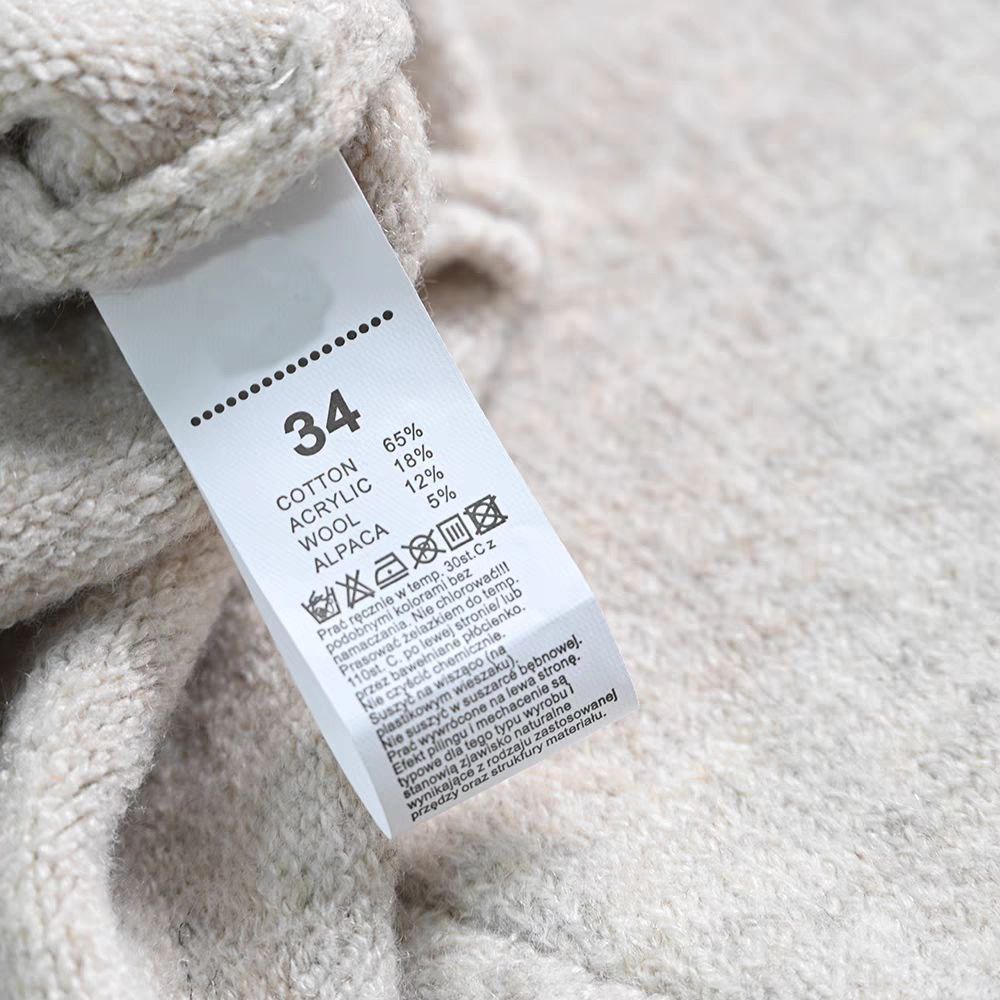 34
COTTON 65%
ACRYLIC 18%
WOOL 12%
ALPACA 5%
Prać ręcznie w temp. 30st.C z
podobnymi kolorami bez
namaczania. Nie chlorować!!!
Prasować żelazkiem do temp.
110st. C. po lewej stronie/ lub
przez bawełniane płócienko.
Nie czyścić chemicznie.
Suszyć na wisząco (na
plastikowym wieszaku).
Nie suszyć w suszarce bębnowej.
Prać wywrócone na lewa stronę.
Efekt pilingu i mechacenie są
typowe dla tego typu wyrobu i
stanowią zjawisko naturalne
wynikające z rodzaju zastosowanej
przędzy oraz strukfury materiału.